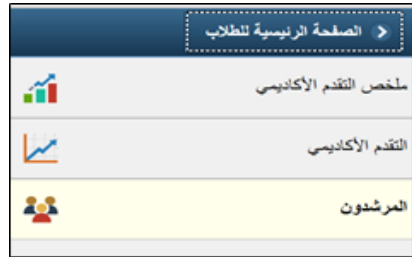 الصفحة الرئيسية للطلاب
ملخص التقدم الأكاديمي
التقدم الأكاديمي
المرشدون